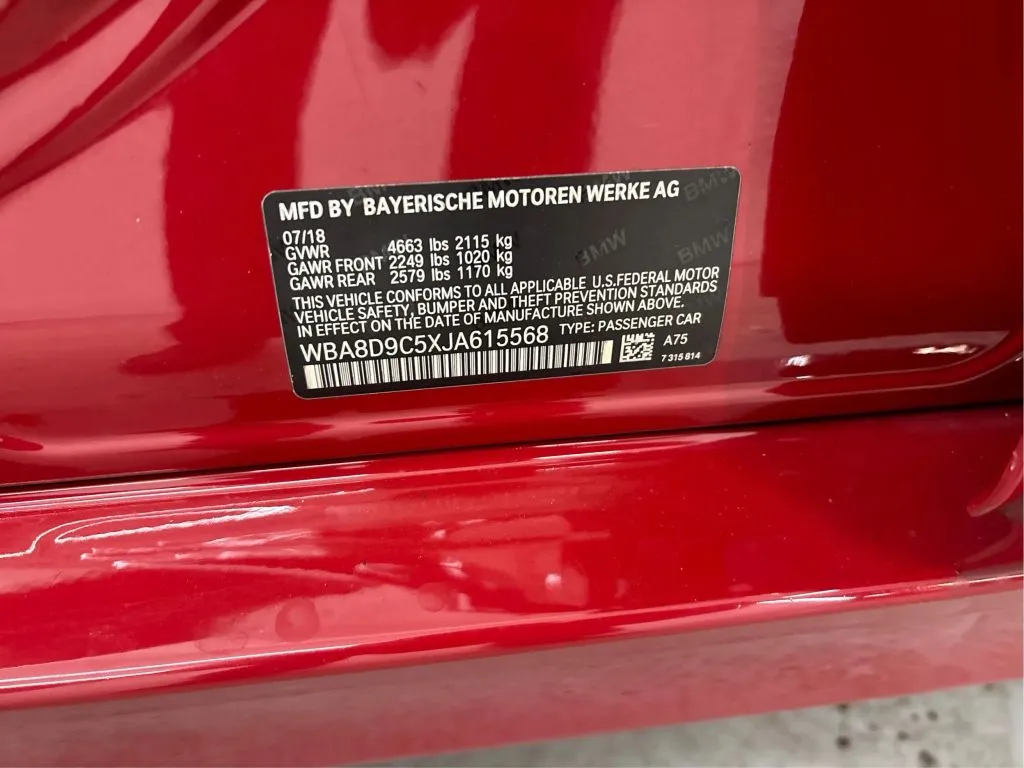 MFD BY BAYERISCHE MOTOREN WERKE AG
07/18
GVWR 4663 lbs 2115 kg
GAWR FRONT 2249 lbs 1020 kg
GAWR REAR 2579 lbs 1170 kg
THIS VEHICLE CONFORMS TO ALL APPLICABLE U.S.FEDERAL MOTOR
VEHICLE SAFETY, BUMPER AND THEFT PREVENTION STANDARDS
IN EFFECT ON THE DATE OF MANUFACTURE SHOWN ABOVE.
WBA8D9C5XJA615568 TYPE: PASSENGER CAR
A75
7 315 814
BMW
BMW
BMW